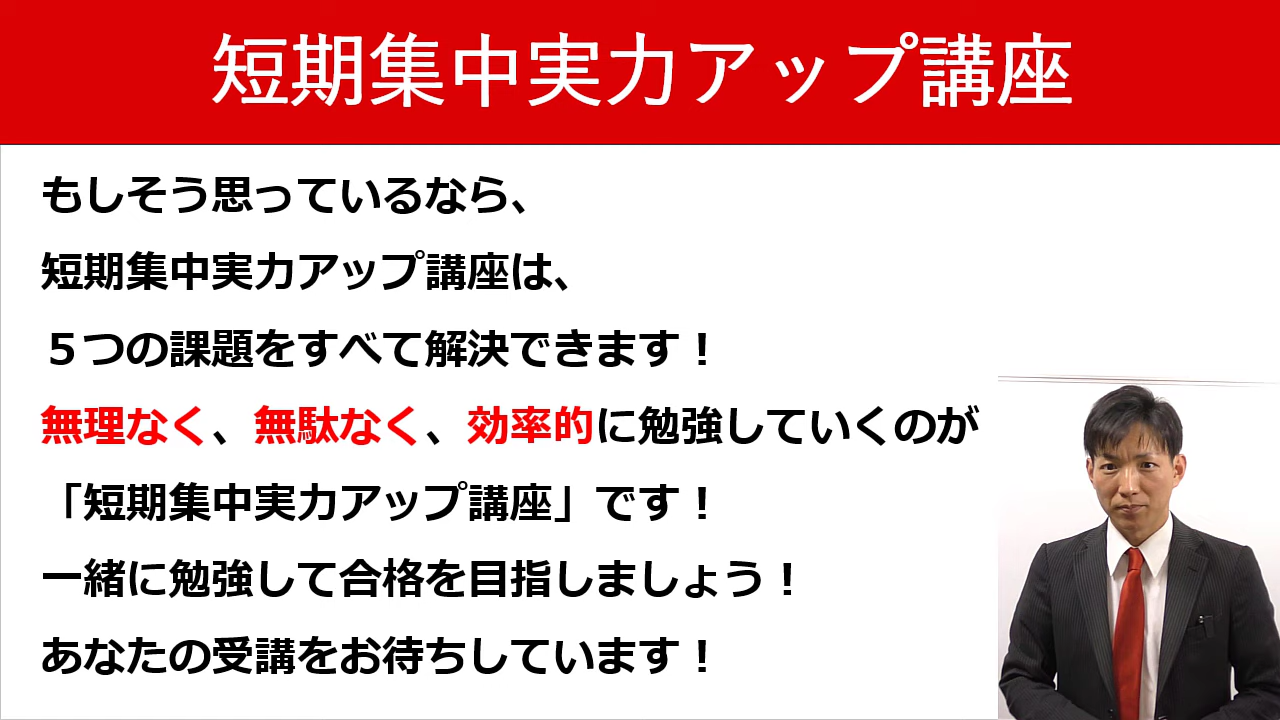 短期集中実力アップ講座
もしそう思っているなら、
短期集中実力アップ講座は、
５つの課題をすべて解決できます！
無理なく、無駄なく、効率的に勉強していくのが
「短期集中実力アップ講座」です！
一緒に勉強して合格を目指しましょう！
あなたの受講をお待ちしています！